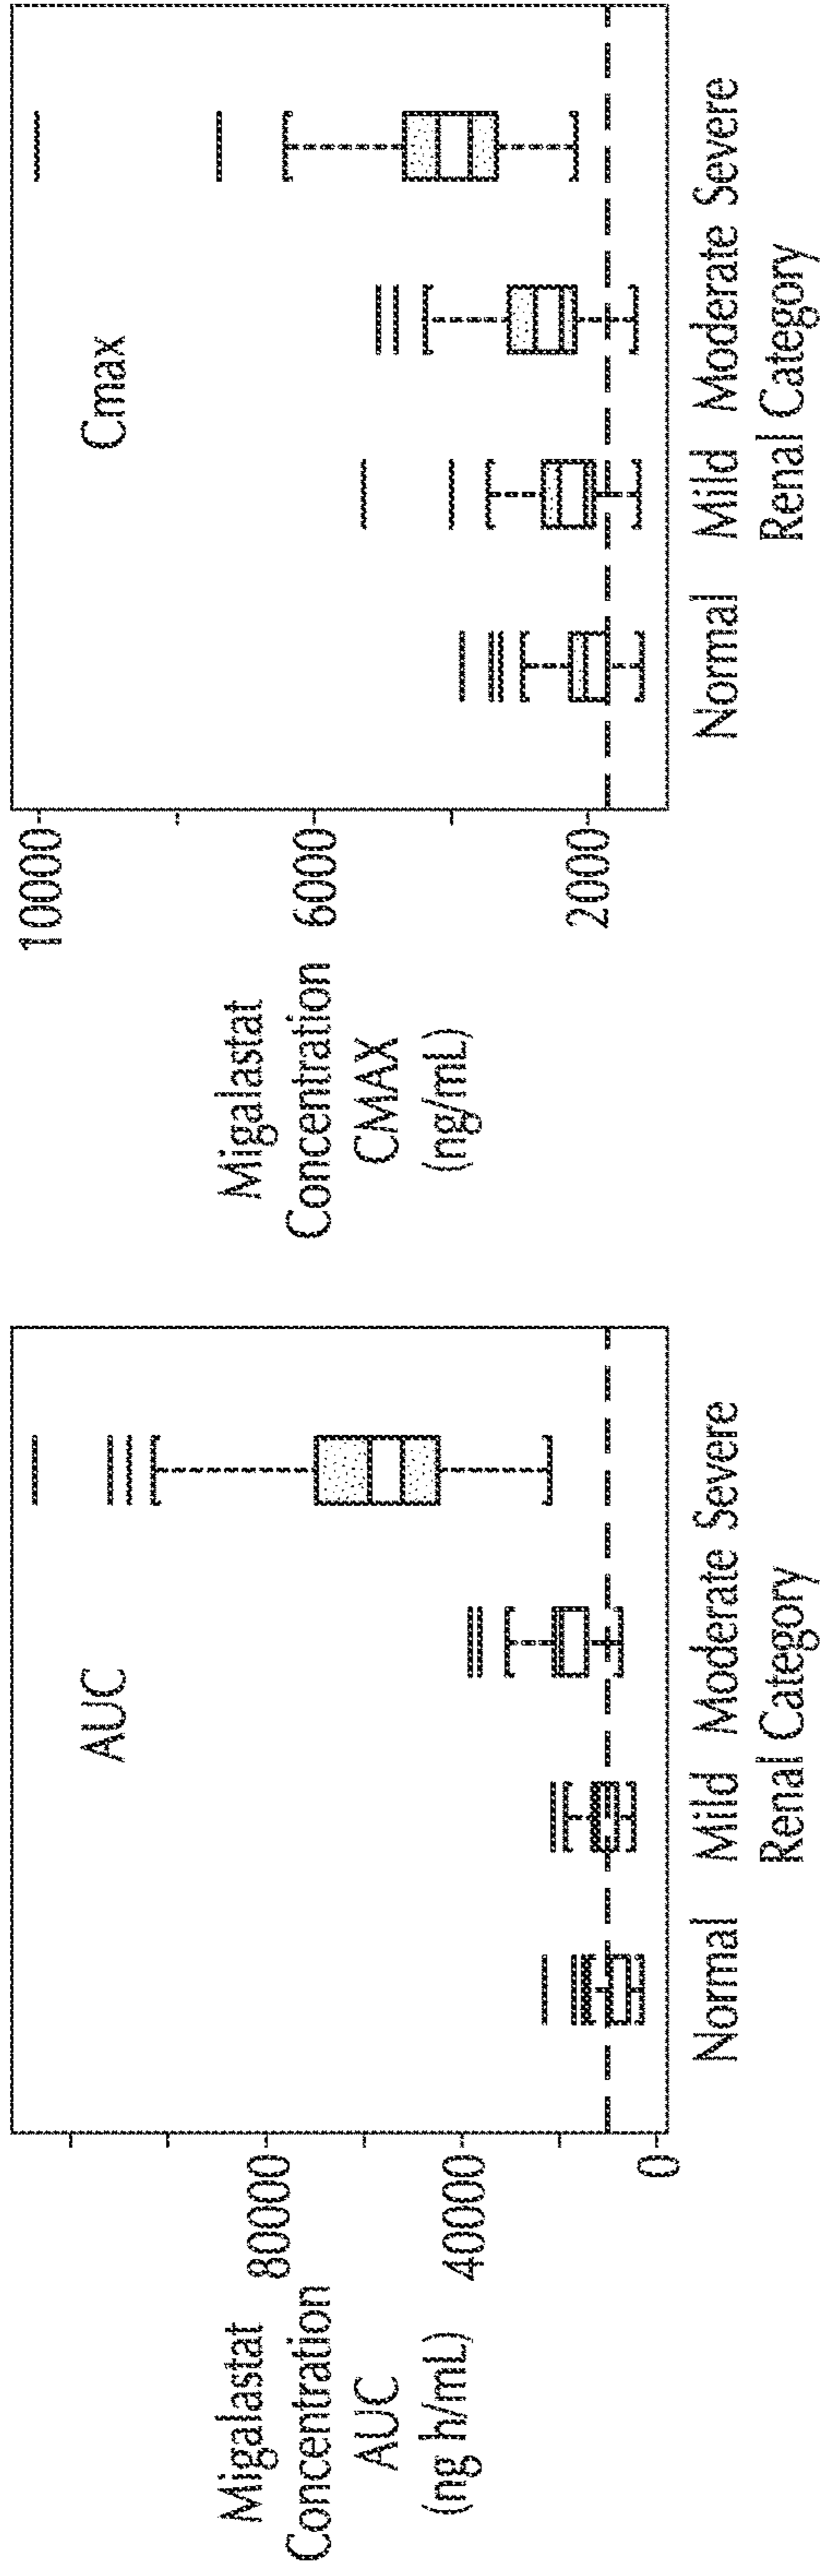 AUC
Migalastat
Concentration
AUC
(ng h/mL)
80000
40000
0
Normal Mild Moderate Severe
Renal Category
Cmax
Migalastat
Concentration
CMAX
(ng/mL)
10000
6000
2000
Normal Mild Moderate Severe
Renal Category